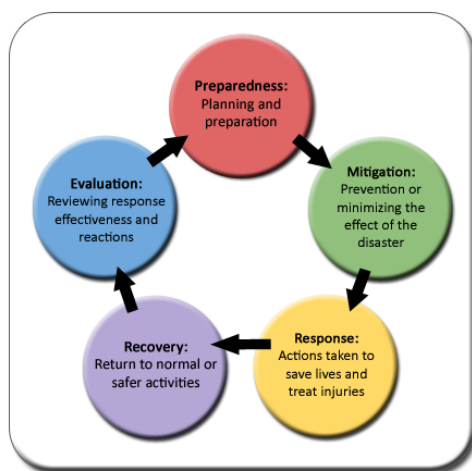 Preparedness:
Planning and
preparation
Mitigation:
Prevention or
minimizing the
effect of the
disaster
Response:
Actions taken to
save lives and
treat injuries
Recovery:
Return to normal or
safer activities
Evaluation:
Reviewing response
effectiveness and
reactions